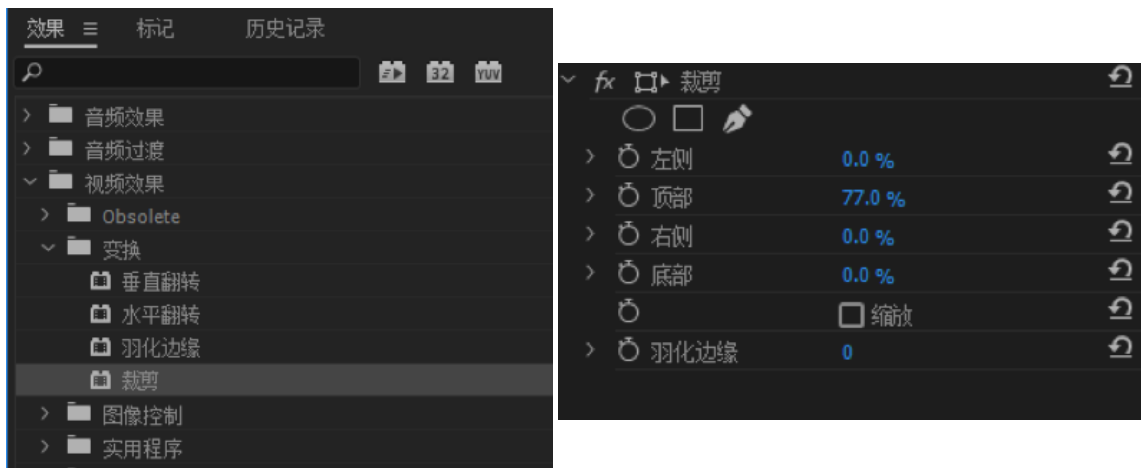 效果 标记 历史记录
32 YUV
音频效果
音频过渡
视频效果
Obsolete
变换
垂直翻转
水平翻转
羽化边缘
裁剪
图像控制
实用程序
fx 裁剪
左侧 0.0 %
顶部 77.0 %
右侧 0.0 %
底部 0.0 %
缩放
羽化边缘 0